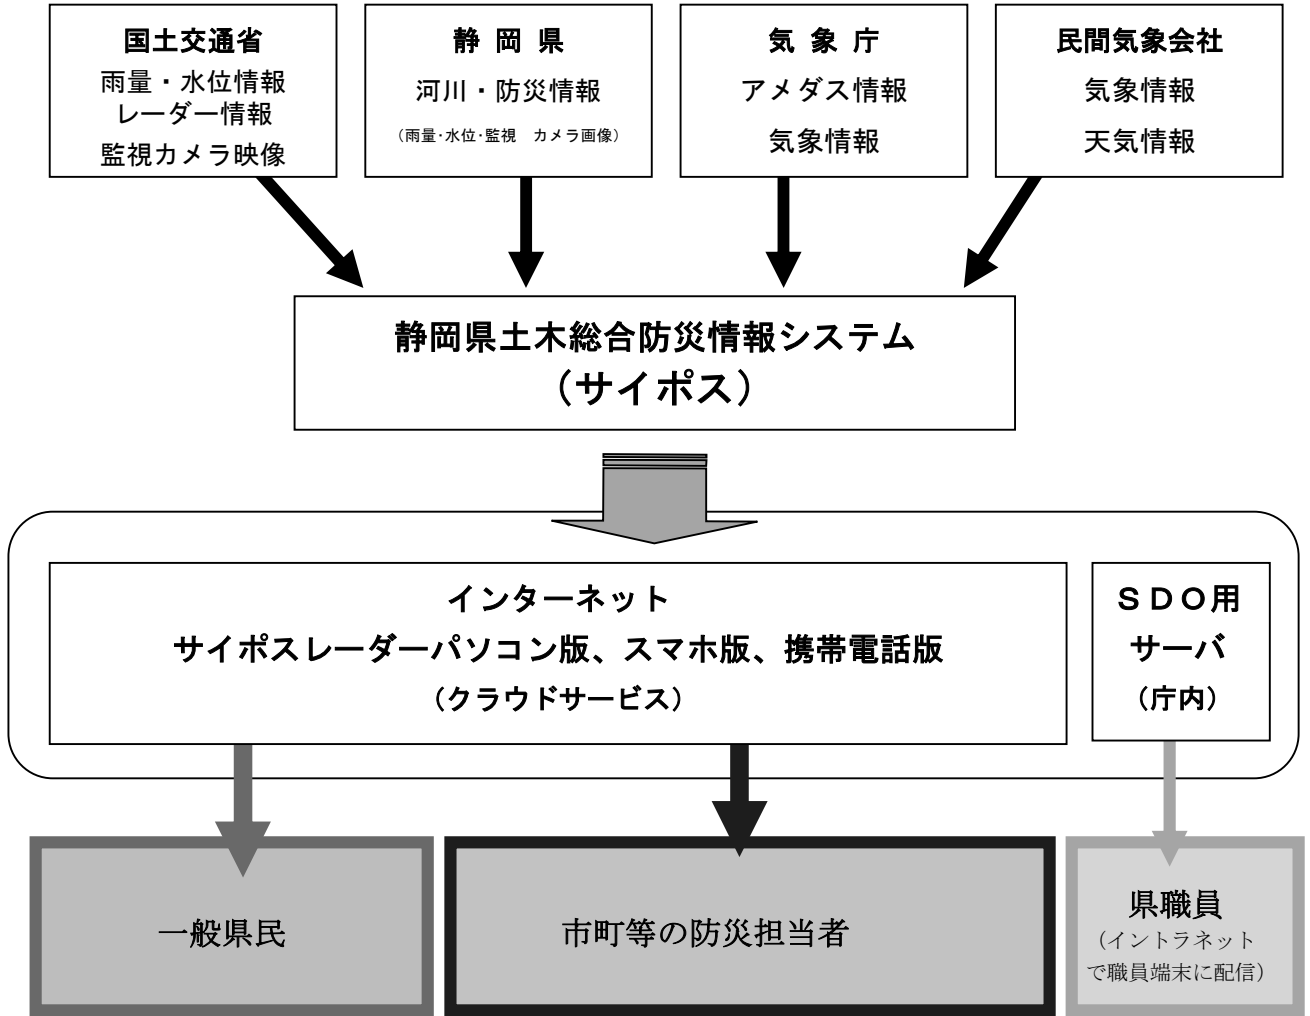 国土交通省
雨量・水位情報
レーダー情報
監視カメラ映像
静 岡 県
河川・防災情報
（雨量･水位･監視　カメラ画像）
気 象 庁
アメダス情報
気象情報
民間気象会社
気象情報
天気情報
静岡県土木総合防災情報システム
（サイポス）
インターネット
サイポスレーダーパソコン版、スマホ版、携帯電話版
（クラウドサービス）
ＳＤＯ用
サーバ
（庁内）
一般県民
市町等の防災担当者
県職員
（イントラネット
で職員端末に配信）